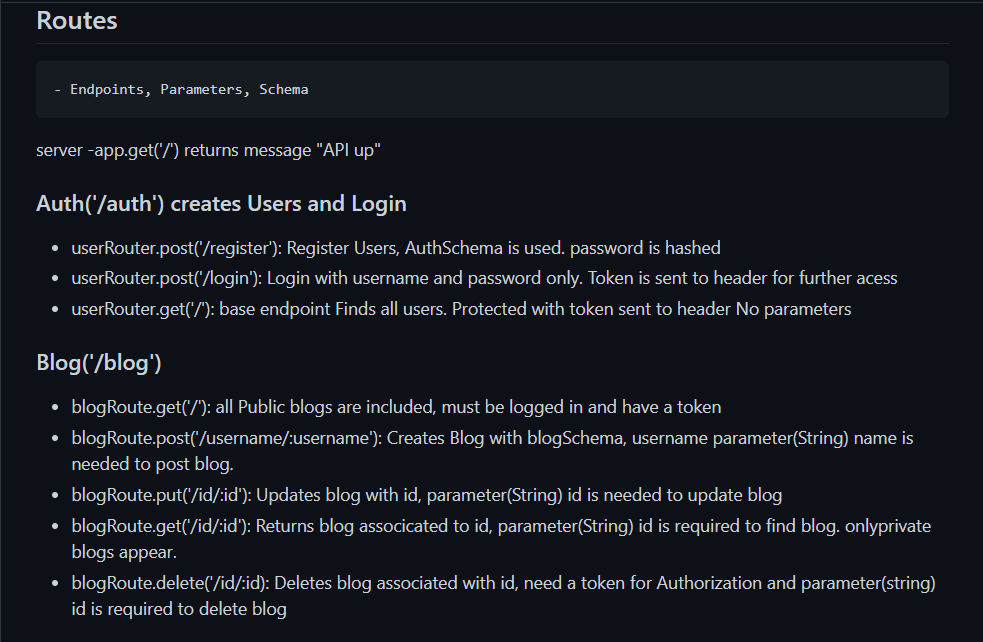 Routes
- Endpoints, Parameters, Schema
server -app.get('/') returns message "API up"
Auth('/auth') creates Users and Login
• userRouter.post('/register'): Register Users, AuthSchema is used. password is hashed
• userRouter.post('/login'): Login with username and password only. Token is sent to header for further acess
• userRouter.get('/'): base endpoint Finds all users. Protected with token sent to header No parameters
Blog('/blog')
• blogRoute.get('/'): all Public blogs are included, must be logged in and have a token
• blogRoute.post('/username/:username'): Creates Blog with blogSchema, username parameter(String) name is
needed to post blog.
• blogRoute.put('/id/:id'): Updates blog with id, parameter(String) id is needed to update blog
• blogRoute.get('/id/:id'): Returns blog associcated to id, parameter(String) id is required to find blog. onlyprivate
blogs appear.
• blogRoute.delete('/id/:id): Deletes blog associated with id, need a token for Authorization and parameter(string)
id is required to delete blog